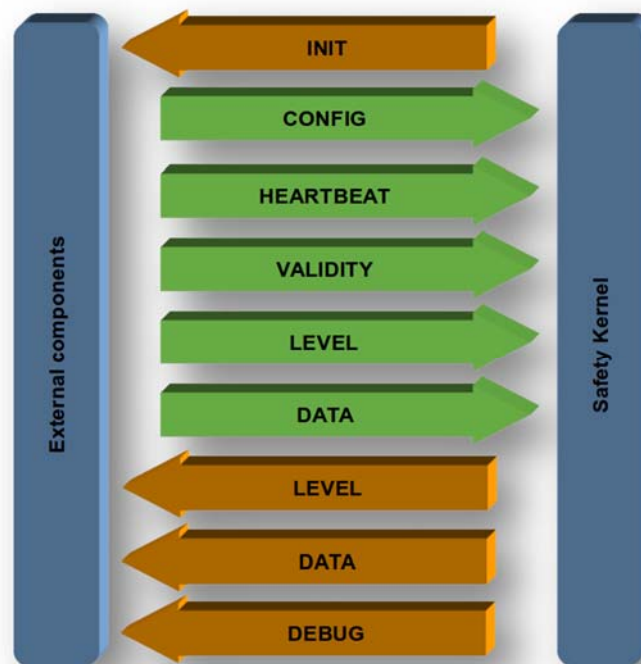 INIT
CONFIG
HEARTBEAT
VALIDITY
LEVEL
DATA
LEVEL
DATA
DEBUG
External components
Safety Kernel